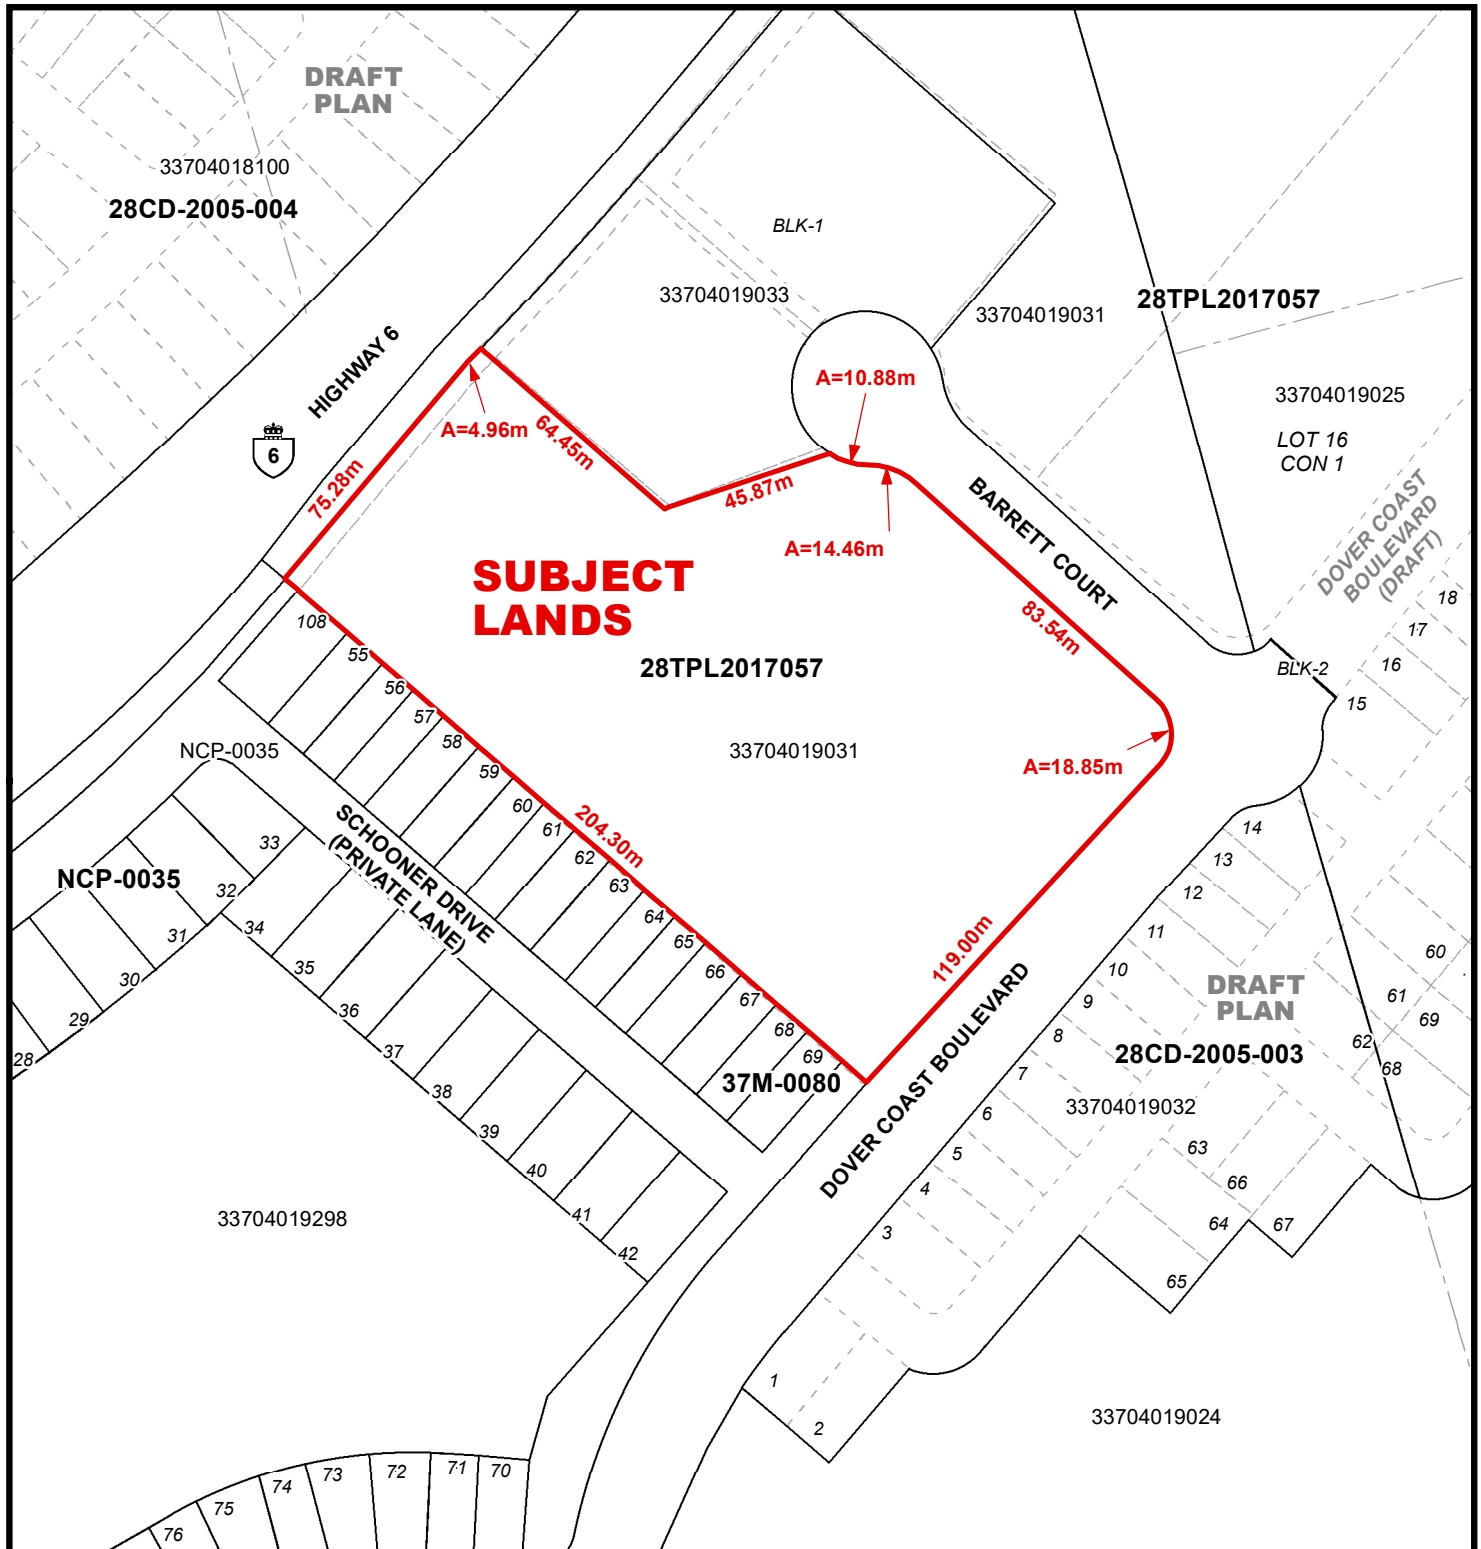 DRAFT
PLAN
33704018100
28CD-2005-004
BLK-1
33704019033
33704019031
28TPL2017057
HIGHWAY 6
6
A=10.88m
A=4.96m
64.45m
33704019025
LOT 16
CON 1
75.28m
45.87m
A=14.46m
BARRETT COURT
DOVER COAST
BOULEVARD
(DRAFT)
SUBJECT
LANDS
83.54m
28TPL2017057
33704019031
A=18.85m
BLK-2
18
17
16
15
108
55
56
57
58
59
60
61
62
63
64
65
66
67
68
69
204.30m
NCP-0035
SCHOONER DRIVE
(PRIVATE LANE)
NCP-0035
33
32
31
30
29
28
34
35
36
37
38
39
40
41
42
37M-0080
119.00m
DOVER COAST BOULEVARD
14
13
12
11
10
9
8
7
6
5
4
3
1
2
DRAFT
PLAN
28CD-2005-003
33704019032
60
61
69
62
68
63
66
64
67
65
33704019298
33704019024
70
71
72
73
74
75
76